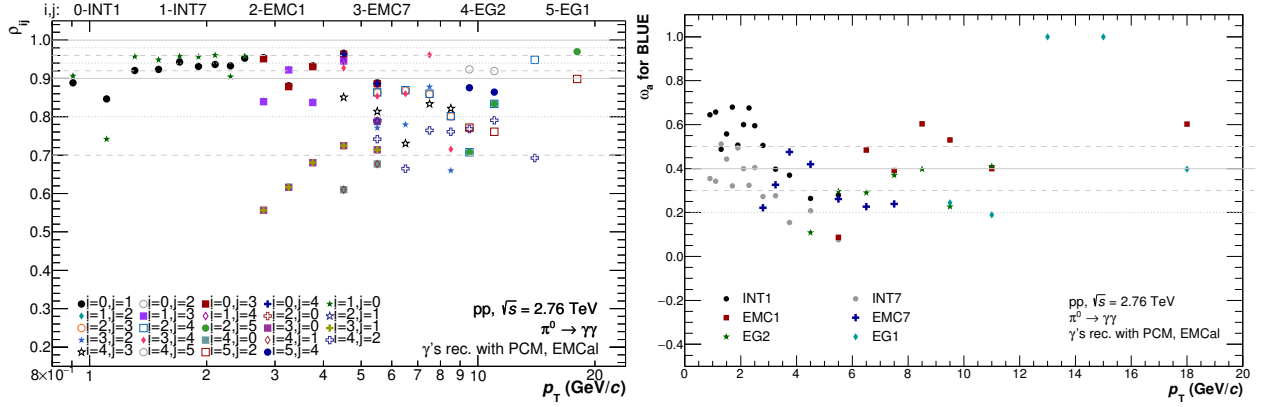 i,j: 0-INT1 1-INT7 2-EMC1 3-EMC7 4-EG2 5-EG1
ρij
1.0
0.9
0.8
0.7
0.6
0.5
0.4
0.3
0.2
i=0,j=1 i=0,j=2 i=0,j=3 i=0,j=4 i=1,j=0
i=1,j=2 i=1,j=3 i=1,j=4 i=2,j=0 i=2,j=1
i=2,j=3 i=2,j=4 i=2,j=5 i=3,j=0 i=3,j=1
i=3,j=2 i=3,j=4 i=4,j=0 i=4,j=1 i=4,j=2
i=4,j=3 i=4,j=5 i=5,j=2 i=5,j=4
pp, √s = 2.76 TeV
π⁰ → γγ
γ's rec. with PCM, EMCal
8×10⁻¹ 1 2 3 4 5 6 7 8 9 10 20
pT (GeV/c)
ωa for BLUE
1.0
0.8
0.6
0.4
0.2
0.0
−0.2
−0.4
INT1 INT7
EMC1 EMC7
EG2 EG1
pp, √s = 2.76 TeV
π⁰ → γγ
γ's rec. with PCM, EMCal
0 2 4 6 8 10 12 14 16 18 20
pT (GeV/c)